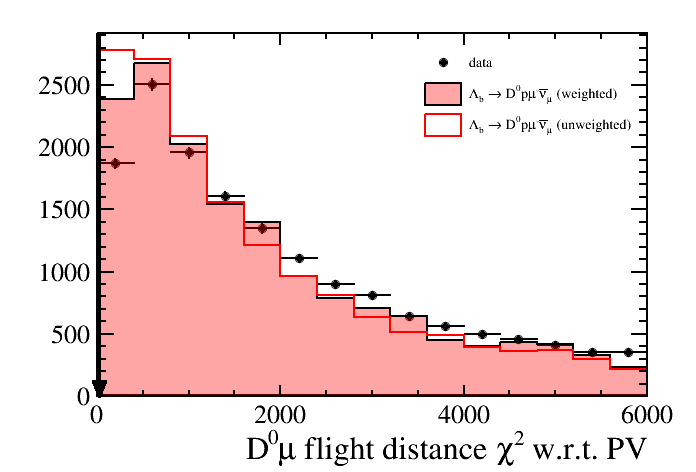 2500
2000
1500
1000
500
0
data
Λb → D⁰pμ ν̄μ (weighted)
Λb → D⁰pμ ν̄μ (unweighted)
0 2000 4000 6000
D⁰μ flight distance χ² w.r.t. PV